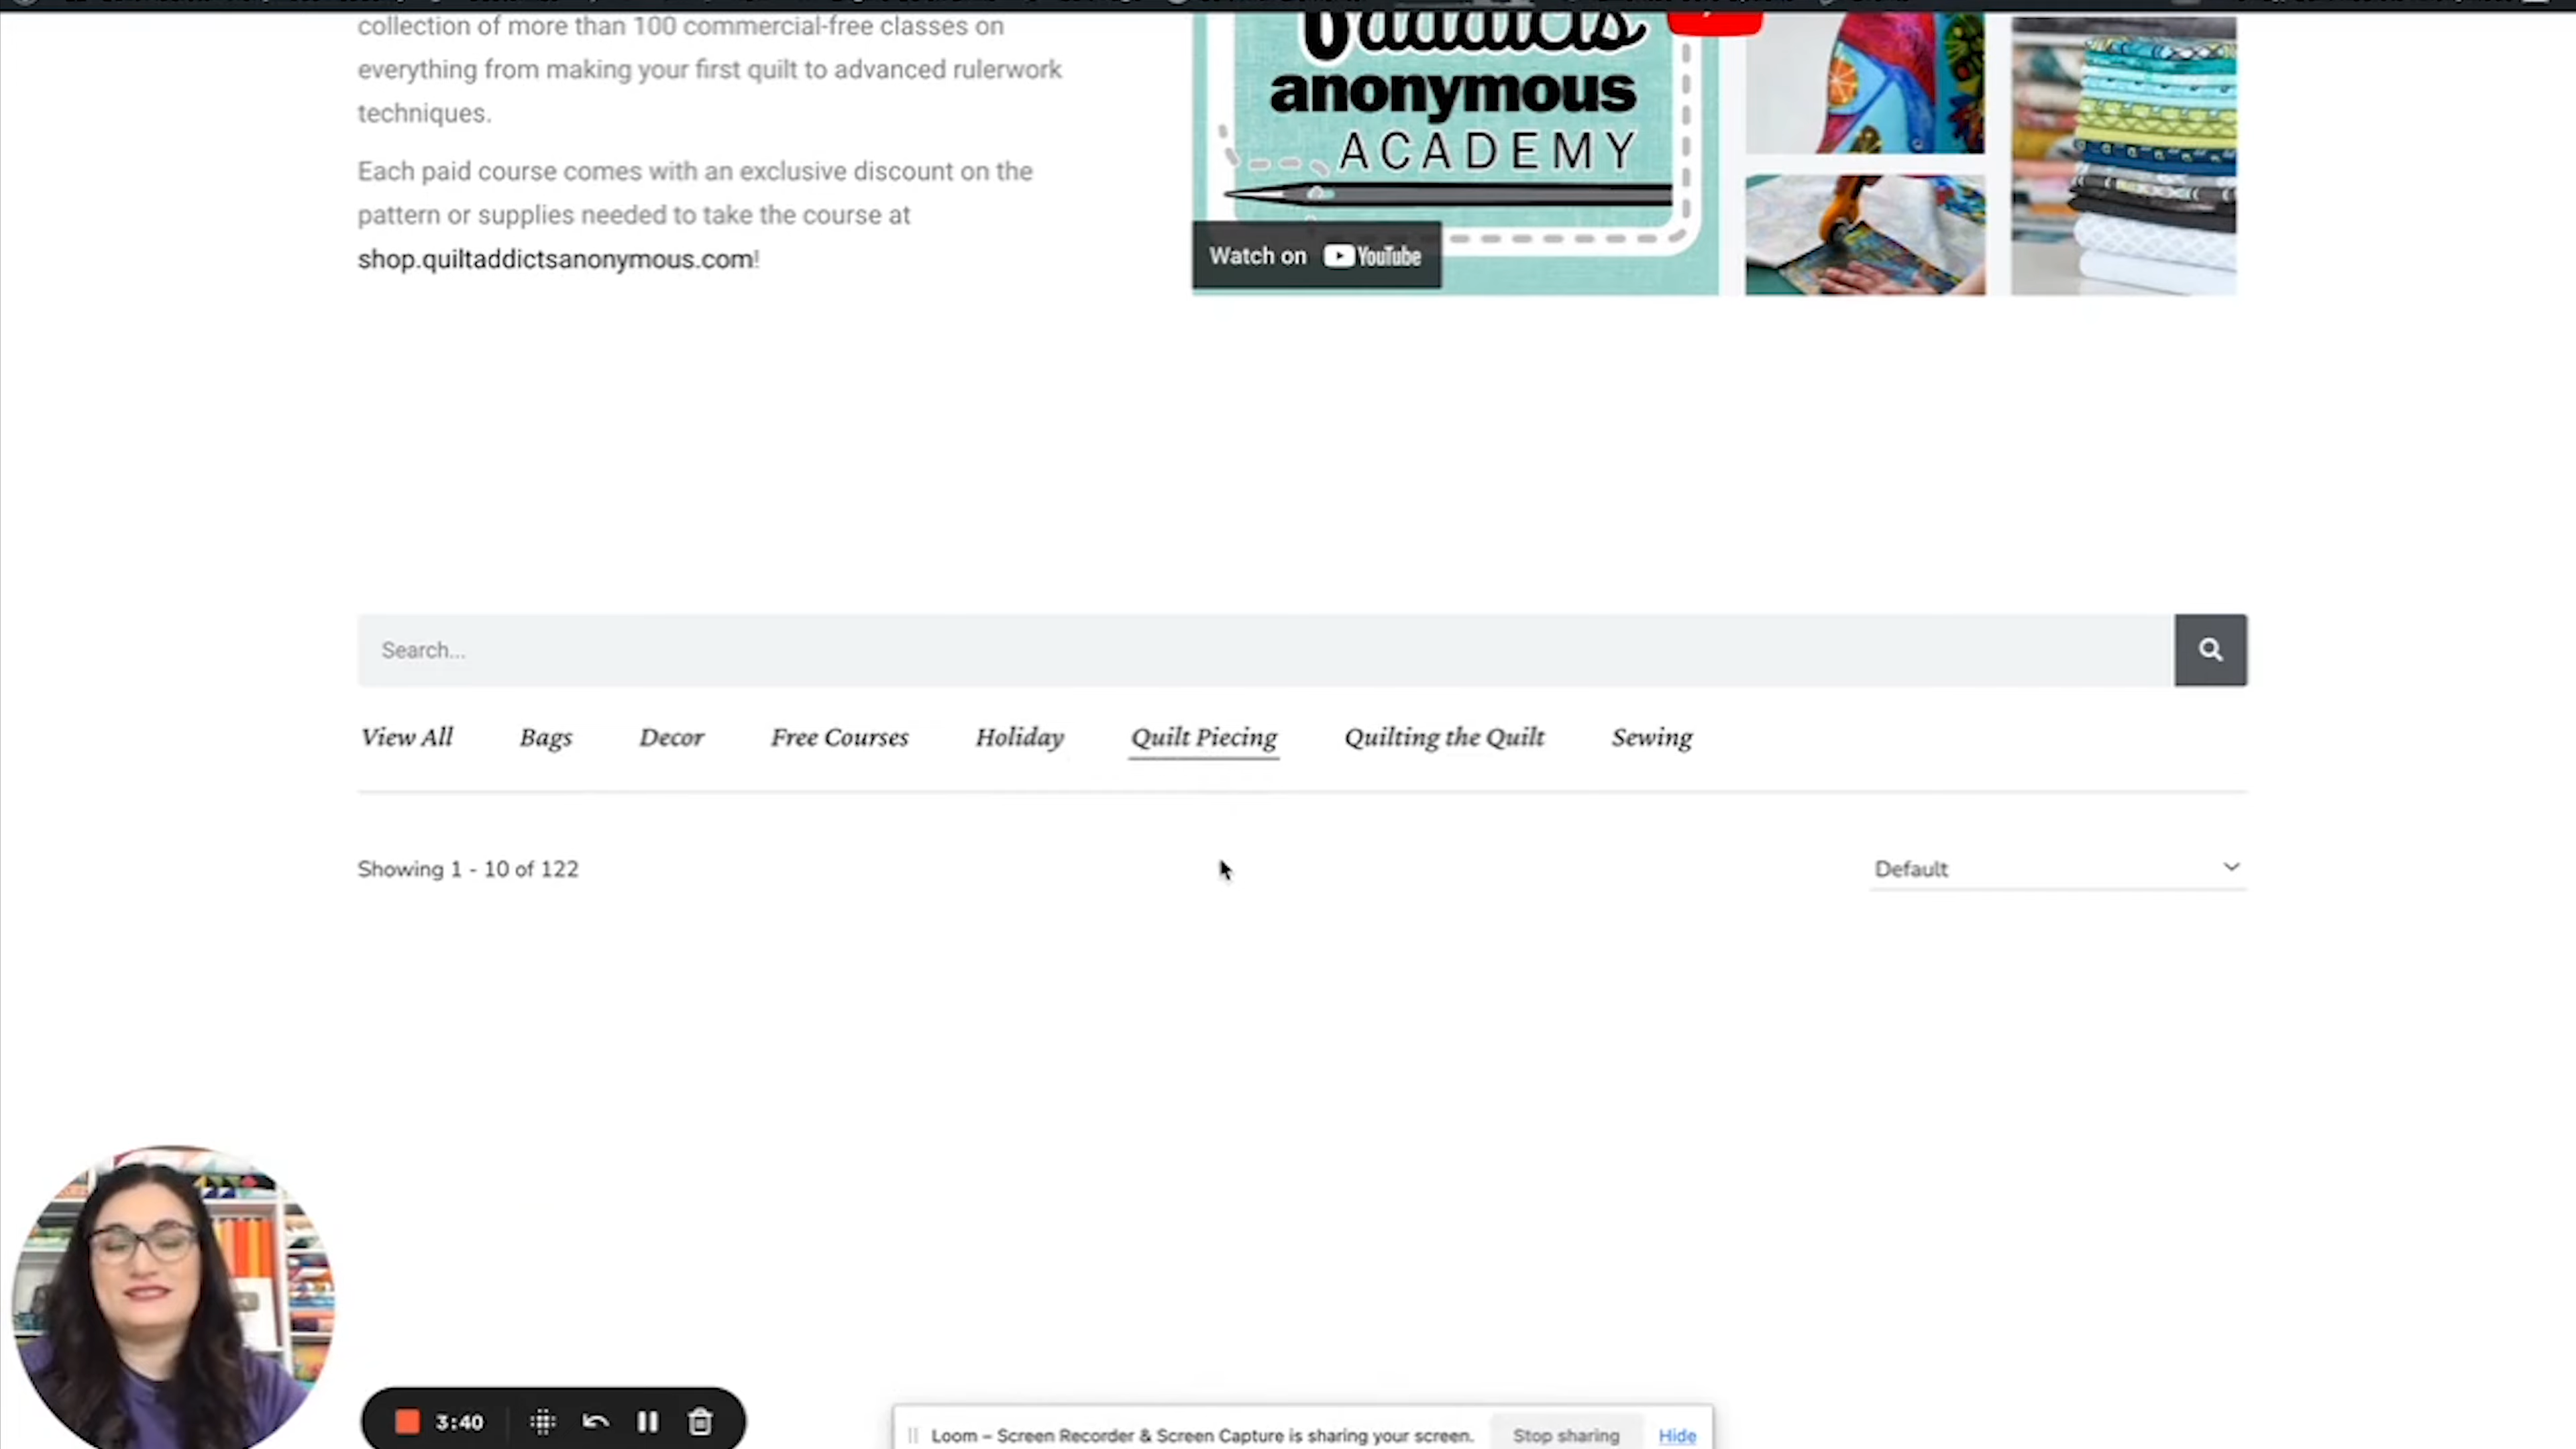 collection of more than 100 commercial-free classes on
everything from making your first quilt to advanced rulerwork
techniques.
Each paid course comes with an exclusive discount on the
pattern or supplies needed to take the course at
shop.quiltaddictsanonymous.com!
addicts
anonymous
ACADEMY
Watch on YouTube
Search...
View All Bags Decor Free Courses Holiday Quilt Piecing Quilting the Quilt Sewing
Showing 1 - 10 of 122
Default
3:40
Loom – Screen Recorder & Screen Capture is sharing your screen. Stop sharing Hide